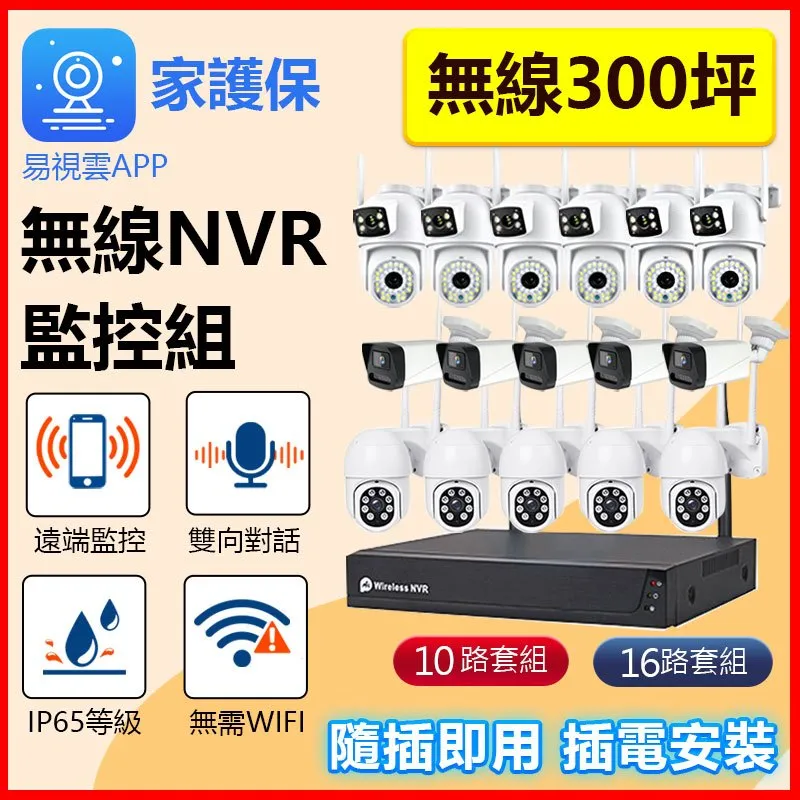 家護保
易視雲APP
無線300坪
無線NVR
監控組
遠端監控
雙向對話
IP65等級
無需WIFI
Wireless NVR
10路套組
16路套組
隨插即用 插電安裝